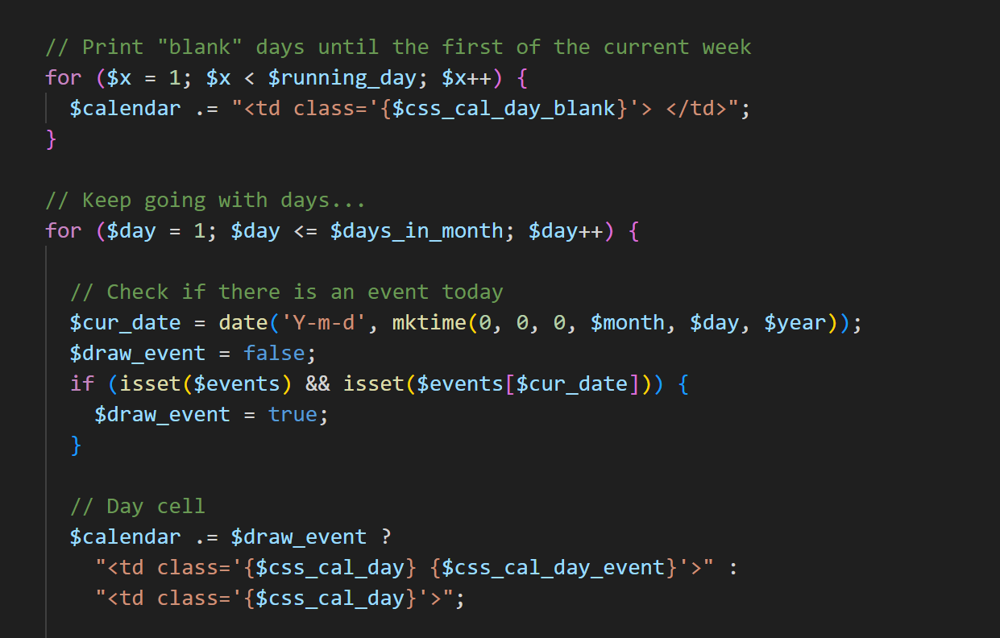 // Print "blank" days until the first of the current week
for ($x = 1; $x < $running_day; $x++) {
  $calendar .= "<td class='{$css_cal_day_blank}'> </td>";
}

// Keep going with days...
for ($day = 1; $day <= $days_in_month; $day++) {

  // Check if there is an event today
  $cur_date = date('Y-m-d', mktime(0, 0, 0, $month, $day, $year));
  $draw_event = false;
  if (isset($events) && isset($events[$cur_date])) {
    $draw_event = true;
  }

  // Day cell
  $calendar .= $draw_event ?
    "<td class='{$css_cal_day} {$css_cal_day_event}'>" :
    "<td class='{$css_cal_day}'>";